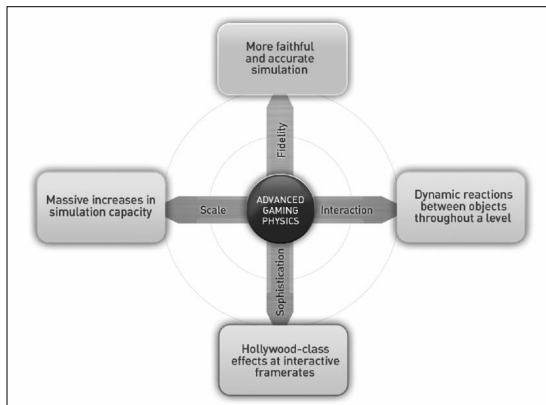 More faithful
and accurate
simulation
Fidelity
Massive increases in
simulation capacity
Scale
ADVANCED
GAMING
PHYSICS
Interaction
Dynamic reactions
between objects
throughout a level
Sophistication
Hollywood-class
effects at interactive
framerates